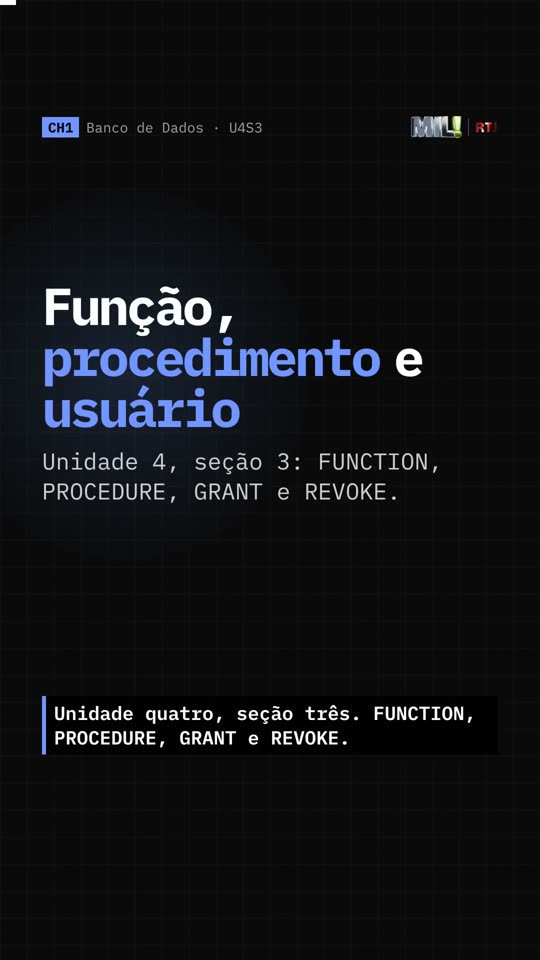 CH1 Banco de Dados · U4S3
MIL! RT!
Função,
procedimento e
usuário
Unidade 4, seção 3: FUNCTION,
PROCEDURE, GRANT e REVOKE.
Unidade quatro, seção três. FUNCTION,
PROCEDURE, GRANT e REVOKE.